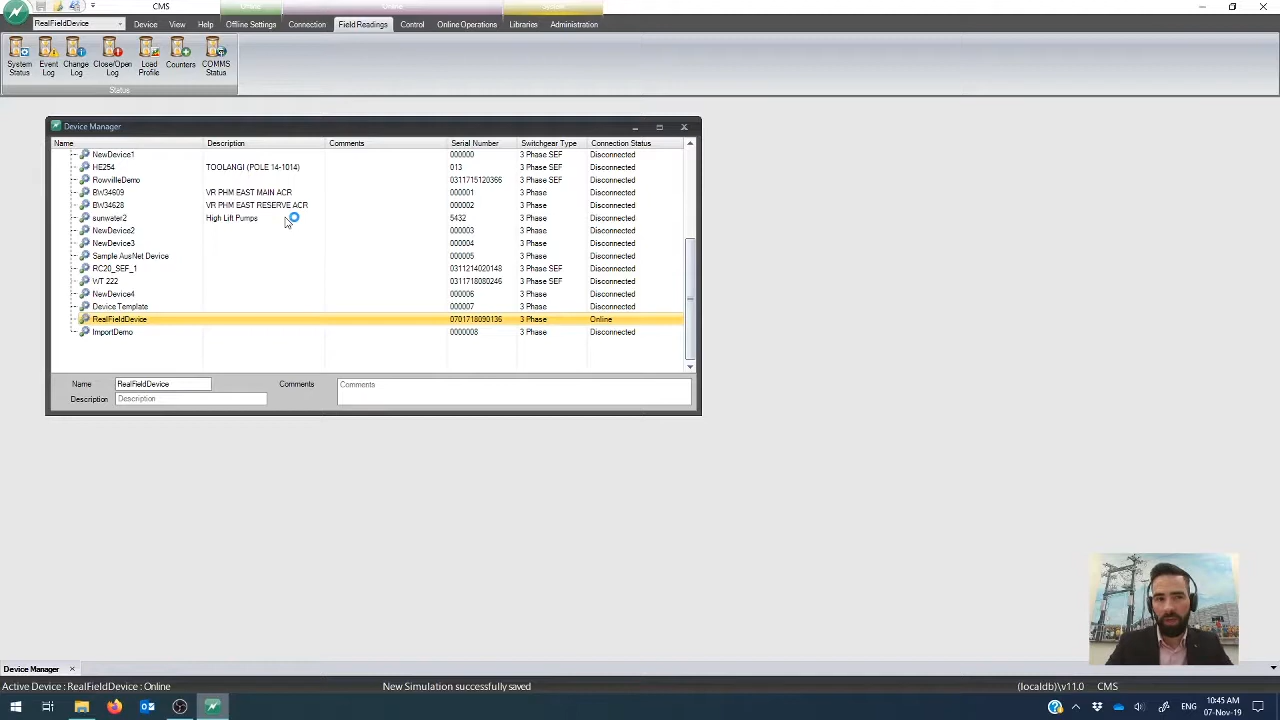 CMS
Offline
Online
System
RealFieldDevice
Device
View
Help
Offline Settings
Connection
Field Readings
Control
Online Operations
Libraries
Administration
System Status
Event Log
Change Log
Close/Open Log
Load Profile
Counters
COMMS Status
Status
Device Manager
Name Description Comments Serial Number Switchgear Type Connection Status
NewDevice1 000000 3 Phase SEF Disconnected
HE254 TOOLANGI (POLE 14-1014) 013 3 Phase SEF Disconnected
RowvilleDemo 0311715120366 3 Phase SEF Disconnected
BW34609 VR PHM EAST MAIN ACR 000001 3 Phase Disconnected
BW34628 VR PHM EAST RESERVE ACR 000002 3 Phase Disconnected
sunwater2 High Lift Pumps 5432 3 Phase Disconnected
NewDevice2 000003 3 Phase Disconnected
NewDevice3 000004 3 Phase Disconnected
Sample AusNet Device 000005 3 Phase Disconnected
RC20_SEF_1 0311214020148 3 Phase SEF Disconnected
WT 222 0311718080246 3 Phase SEF Disconnected
NewDevice4 000006 3 Phase Disconnected
Device Template 000007 3 Phase Disconnected
RealFieldDevice 0701718090136 3 Phase Online
ImportDemo 0000008 3 Phase Disconnected
Name RealFieldDevice Comments Comments
Description Description
Device Manager
Active Device : RealFieldDevice : Online New Simulation successfully saved (localdb)\v11.0 CMS
ENG
10:45 AM
07-Nov-19